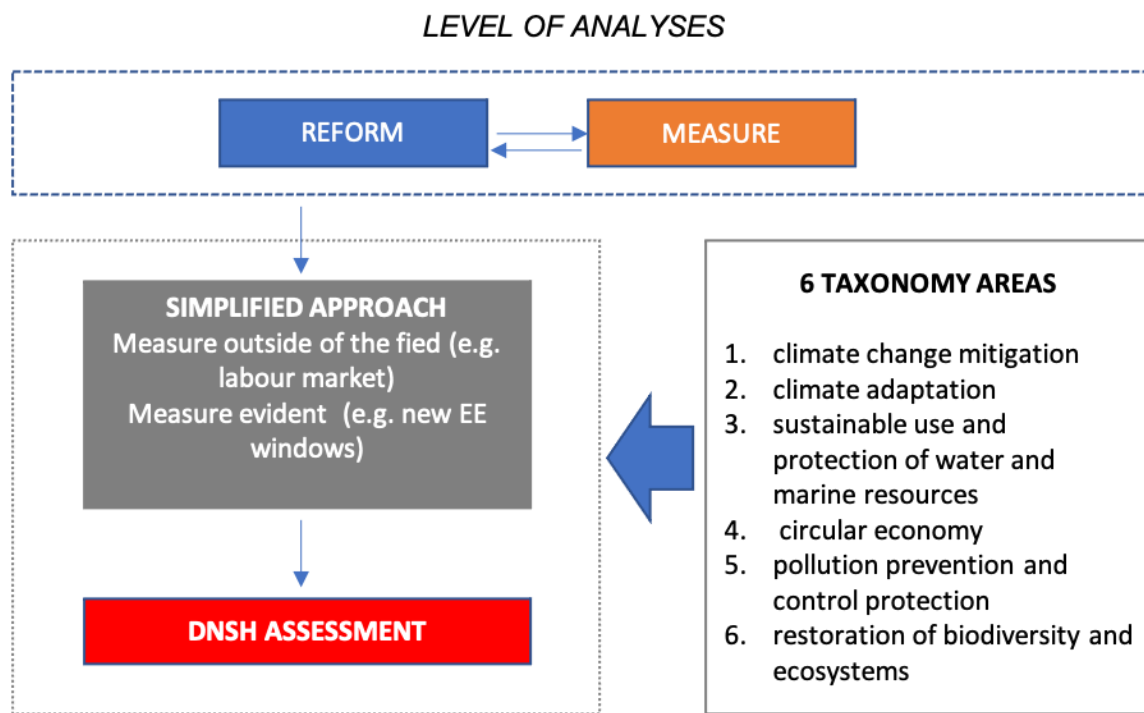 LEVEL OF ANALYSES
REFORM
MEASURE
SIMPLIFIED APPROACH
Measure outside of the fied (e.g.
labour market)
Measure evident (e.g. new EE
windows)
DNSH ASSESSMENT
6 TAXONOMY AREAS
1. climate change mitigation
2. climate adaptation
3. sustainable use and
protection of water and
marine resources
4. circular economy
5. pollution prevention and
control protection
6. restoration of biodiversity and
ecosystems